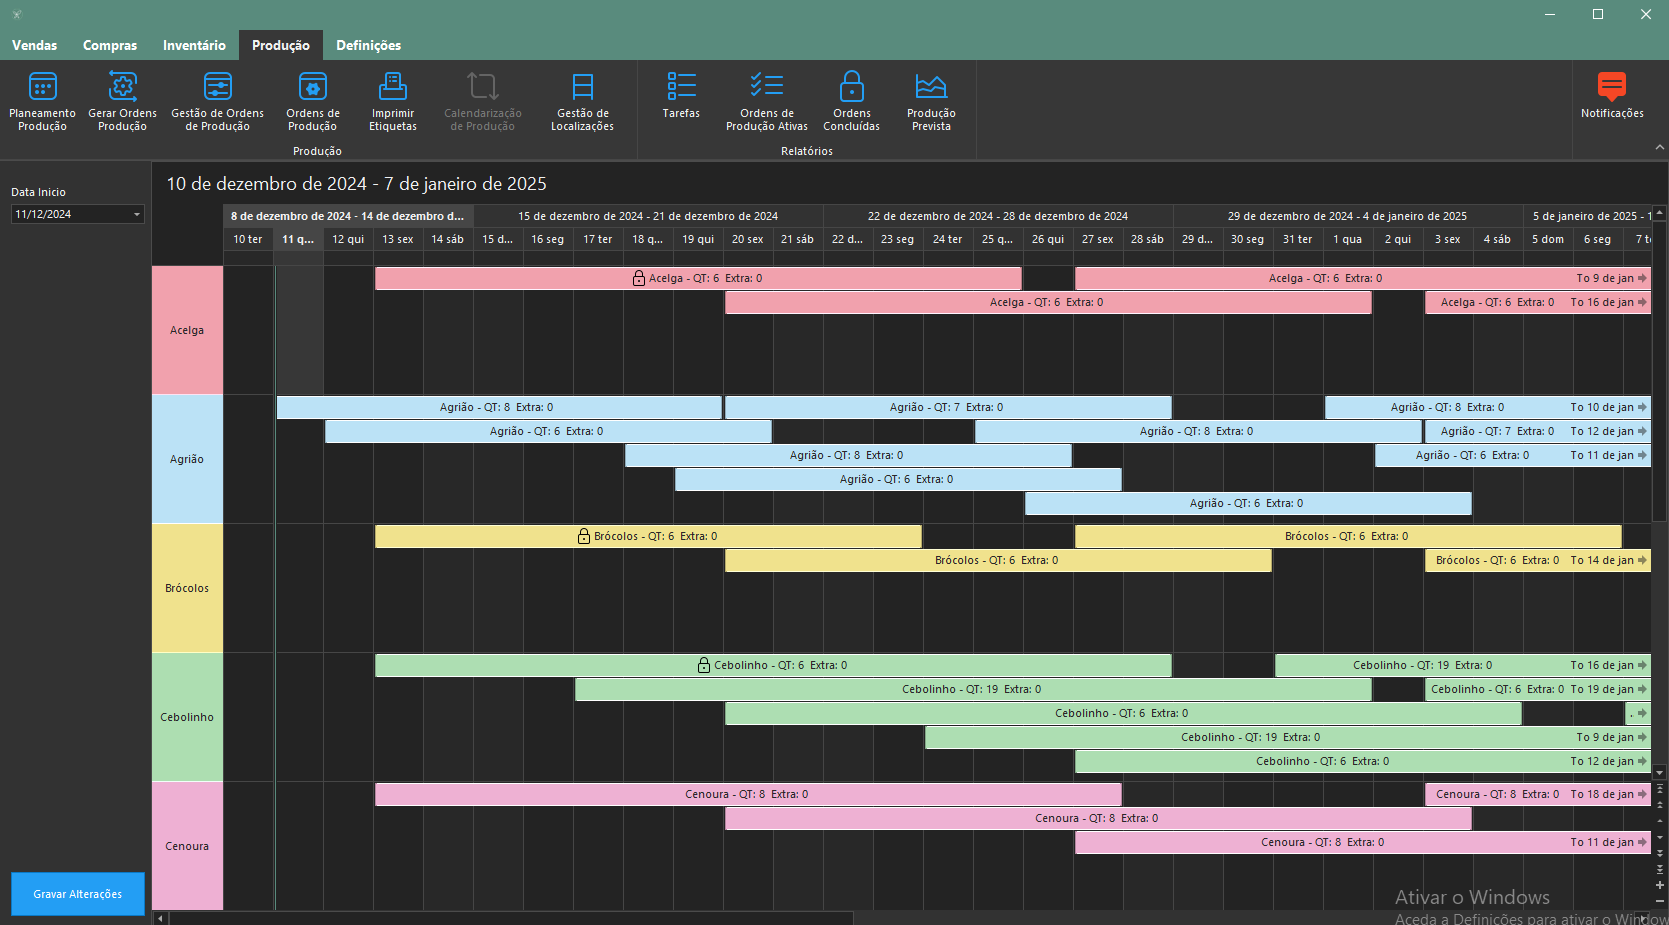 Vendas Compras Inventário Produção Definições
Planeamento Produção
Gerar Ordens Produção
Gestão de Ordens de Produção
Ordens de Produção
Imprimir Etiquetas
Calendarização de Produção
Gestão de Localizações
Tarefas
Ordens de Produção Ativas
Ordens Concluídas
Produção Prevista
Notificações
Produção Relatórios
Data Inicio
11/12/2024
10 de dezembro de 2024 - 7 de janeiro de 2025
8 de dezembro de 2024 - 14 de dezembro d... 15 de dezembro de 2024 - 21 de dezembro de 2024 22 de dezembro de 2024 - 28 de dezembro de 2024 29 de dezembro de 2024 - 4 de janeiro de 2025 5 de janeiro de 2025 - 1
10 ter 11 q... 12 qui 13 sex 14 sáb 15 d... 16 seg 17 ter 18 q... 19 qui 20 sex 21 sáb 22 d... 23 seg 24 ter 25 q... 26 qui 27 sex 28 sáb 29 d... 30 seg 31 ter 1 qua 2 qui 3 sex 4 sáb 5 dom 6 seg 7 t
Acelga - QT: 6 Extra: 0 Acelga - QT: 6 Extra: 0 To 9 de jan
Acelga - QT: 6 Extra: 0 Acelga - QT: 6 Extra: 0 To 16 de jan
Acelga
Agrião - QT: 8 Extra: 0 Agrião - QT: 7 Extra: 0 Agrião - QT: 8 Extra: 0 To 10 de jan
Agrião - QT: 6 Extra: 0 Agrião - QT: 8 Extra: 0 Agrião - QT: 7 Extra: 0 To 12 de jan
Agrião
Agrião - QT: 8 Extra: 0 Agrião - QT: 6 Extra: 0 To 11 de jan
Agrião - QT: 6 Extra: 0
Agrião - QT: 6 Extra: 0
Brócolos - QT: 6 Extra: 0 Brócolos - QT: 6 Extra: 0
Brócolos - QT: 6 Extra: 0 Brócolos - QT: 6 Extra: 0 To 14 de jan
Brócolos
Cebolinho - QT: 6 Extra: 0 Cebolinho - QT: 19 Extra: 0 To 16 de jan
Cebolinho - QT: 19 Extra: 0 Cebolinho - QT: 6 Extra: 0 To 19 de jan
Cebolinho
Cebolinho - QT: 6 Extra: 0 .
Cebolinho - QT: 19 Extra: 0 To 9 de jan
Cebolinho - QT: 6 Extra: 0 To 12 de jan
Cenoura - QT: 8 Extra: 0 Cenoura - QT: 8 Extra: 0 To 18 de jan
Cenoura - QT: 8 Extra: 0
Cenoura
Cenoura - QT: 8 Extra: 0 To 11 de jan
Gravar Alterações
Ativar o Windows
Aceda a Definições para ativar o Window